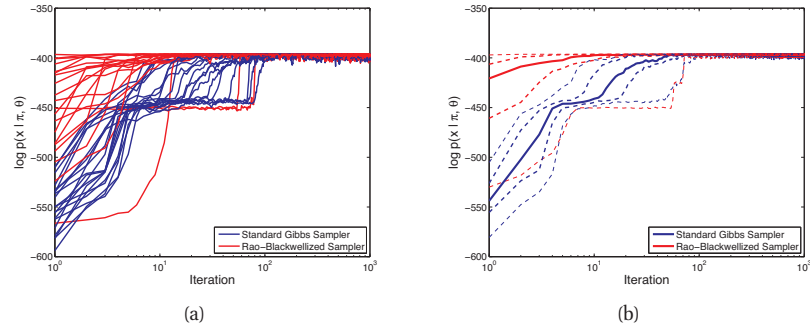 −350
−400
−450
−500
−550
−600
log p(x | π, θ)
10^0
10^1
10^2
10^3
Iteration
Standard Gibbs Sampler
Rao−Blackwellized Sampler
(a)
−350
−400
−450
−500
−550
−600
log p(x | π, θ)
10^0
10^1
10^2
10^3
Iteration
Standard Gibbs Sampler
Rao−Blackwellized Sampler
(b)